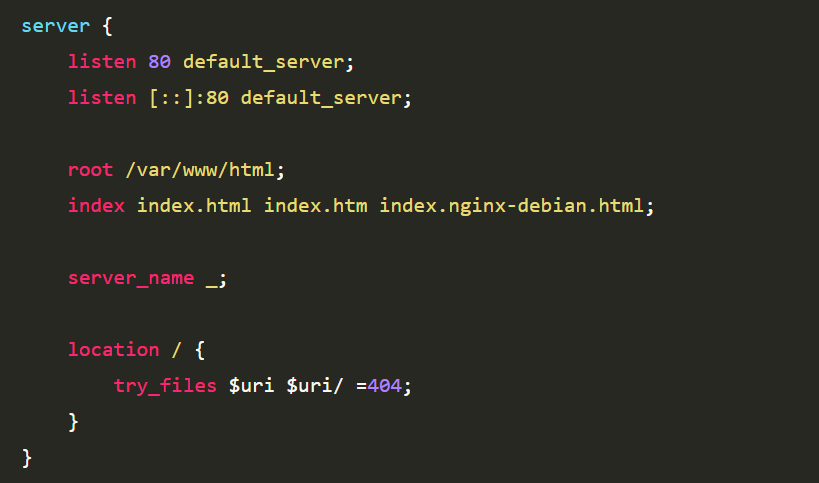 server {
    listen 80 default_server;
    listen [::]:80 default_server;

    root /var/www/html;
    index index.html index.htm index.nginx-debian.html;

    server_name _;

    location / {
        try_files $uri $uri/ =404;
    }
}